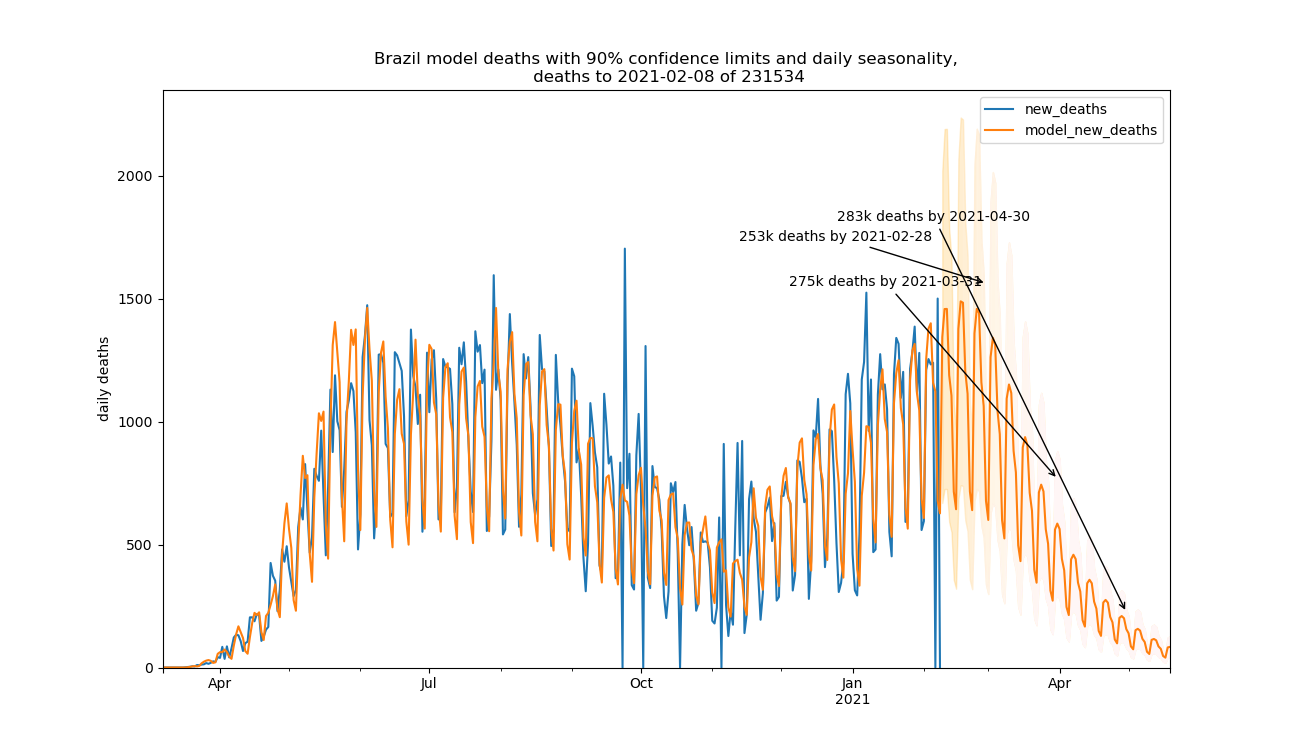 Brazil model deaths with 90% confidence limits and daily seasonality,
deaths to 2021-02-08 of 231534
new_deaths
model_new_deaths
283k deaths by 2021-04-30
253k deaths by 2021-02-28
275k deaths by 2021-03-31
daily deaths
2000
1500
1000
500
0
Apr
Jul
Oct
Jan
2021
Apr